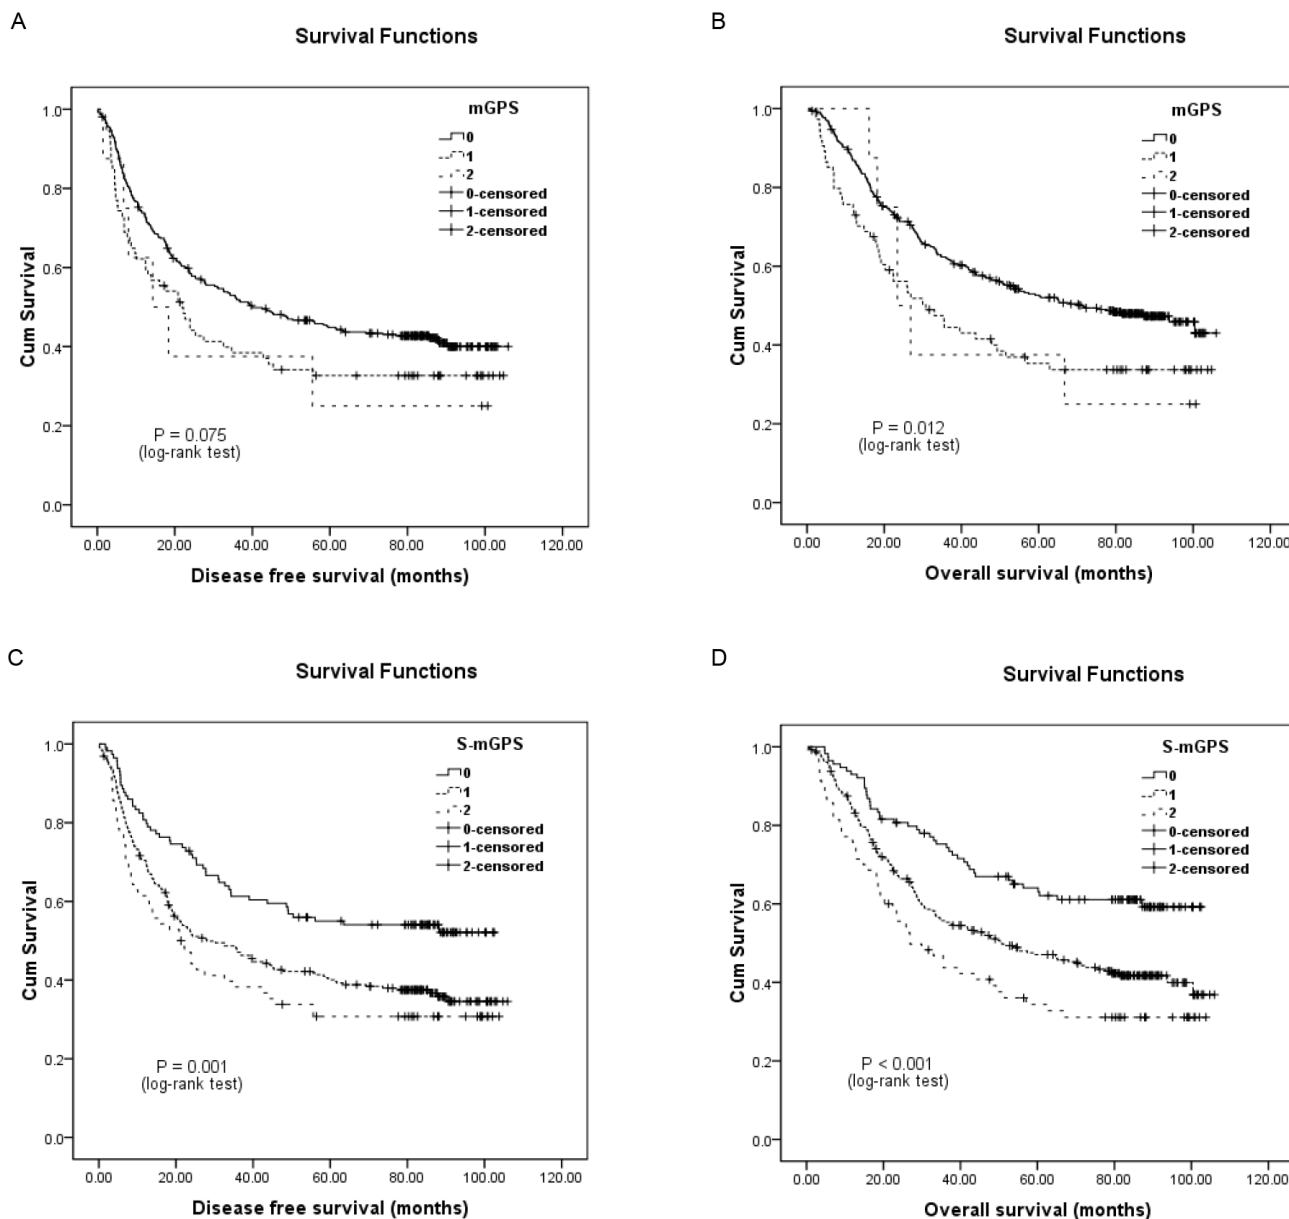 A
Survival Functions
mGPS
0
1
2
0-censored
1-censored
2-censored
1.0
0.8
0.6
0.4
0.2
0.0
Cum Survival
P = 0.075
(log-rank test)
0.00 20.00 40.00 60.00 80.00 100.00 120.00
Disease free survival (months)
B
Survival Functions
mGPS
0
1
2
0-censored
1-censored
2-censored
1.0
0.8
0.6
0.4
0.2
0.0
Cum Survival
P = 0.012
(log-rank test)
0.00 20.00 40.00 60.00 80.00 100.00 120.00
Overall survival (months)
C
Survival Functions
S-mGPS
0
1
2
0-censored
1-censored
2-censored
1.0
0.8
0.6
0.4
0.2
0.0
Cum Survival
P = 0.001
(log-rank test)
0.00 20.00 40.00 60.00 80.00 100.00 120.00
Disease free survival (months)
D
Survival Functions
S-mGPS
0
1
2
0-censored
1-censored
2-censored
1.0
0.8
0.6
0.4
0.2
0.0
Cum Survival
P < 0.001
(log-rank test)
0.00 20.00 40.00 60.00 80.00 100.00 120.00
Overall survival (months)